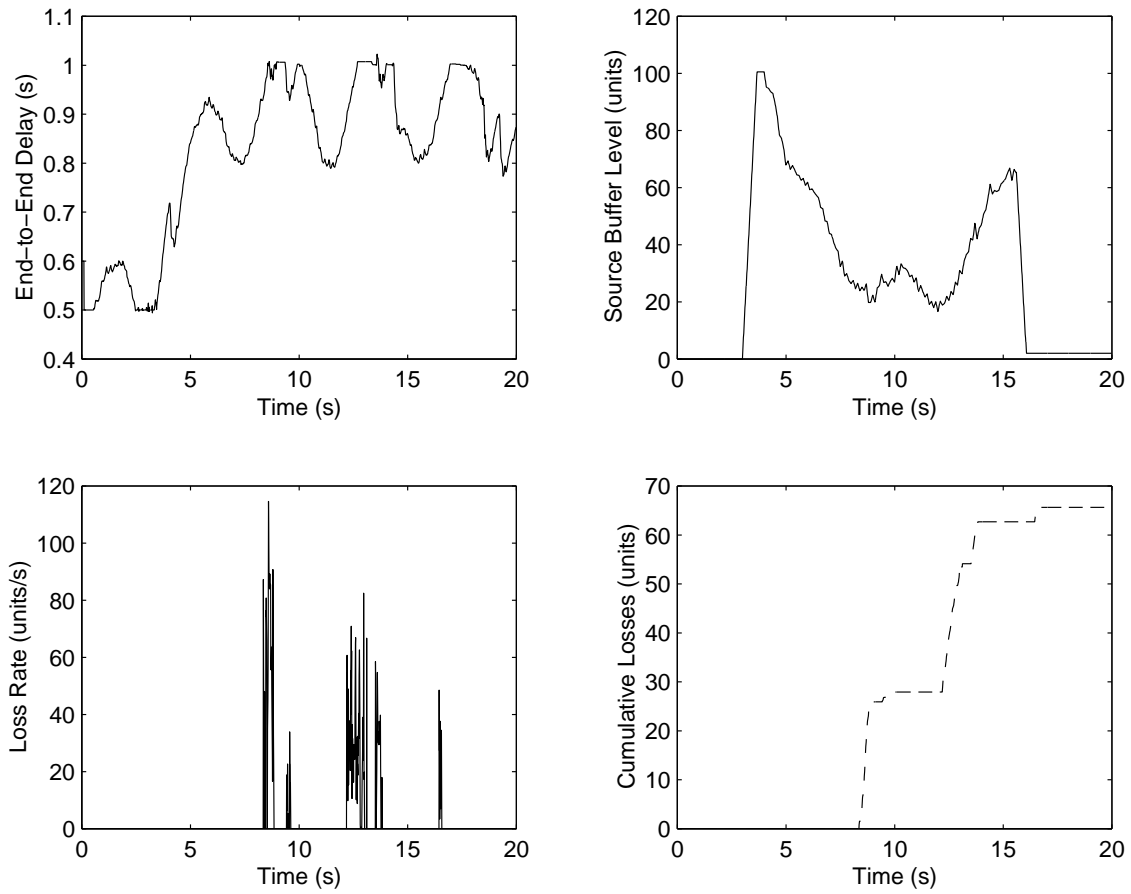 1.1
1
0.9
0.8
0.7
0.6
0.5
0.4
End−to−End Delay (s)
0 5 10 15 20
Time (s)
120
100
80
60
40
20
0
Source Buffer Level (units)
0 5 10 15 20
Time (s)
120
100
80
60
40
20
0
Loss Rate (units/s)
0 5 10 15 20
Time (s)
70
60
50
40
30
20
10
0
Cumulative Losses (units)
0 5 10 15 20
Time (s)